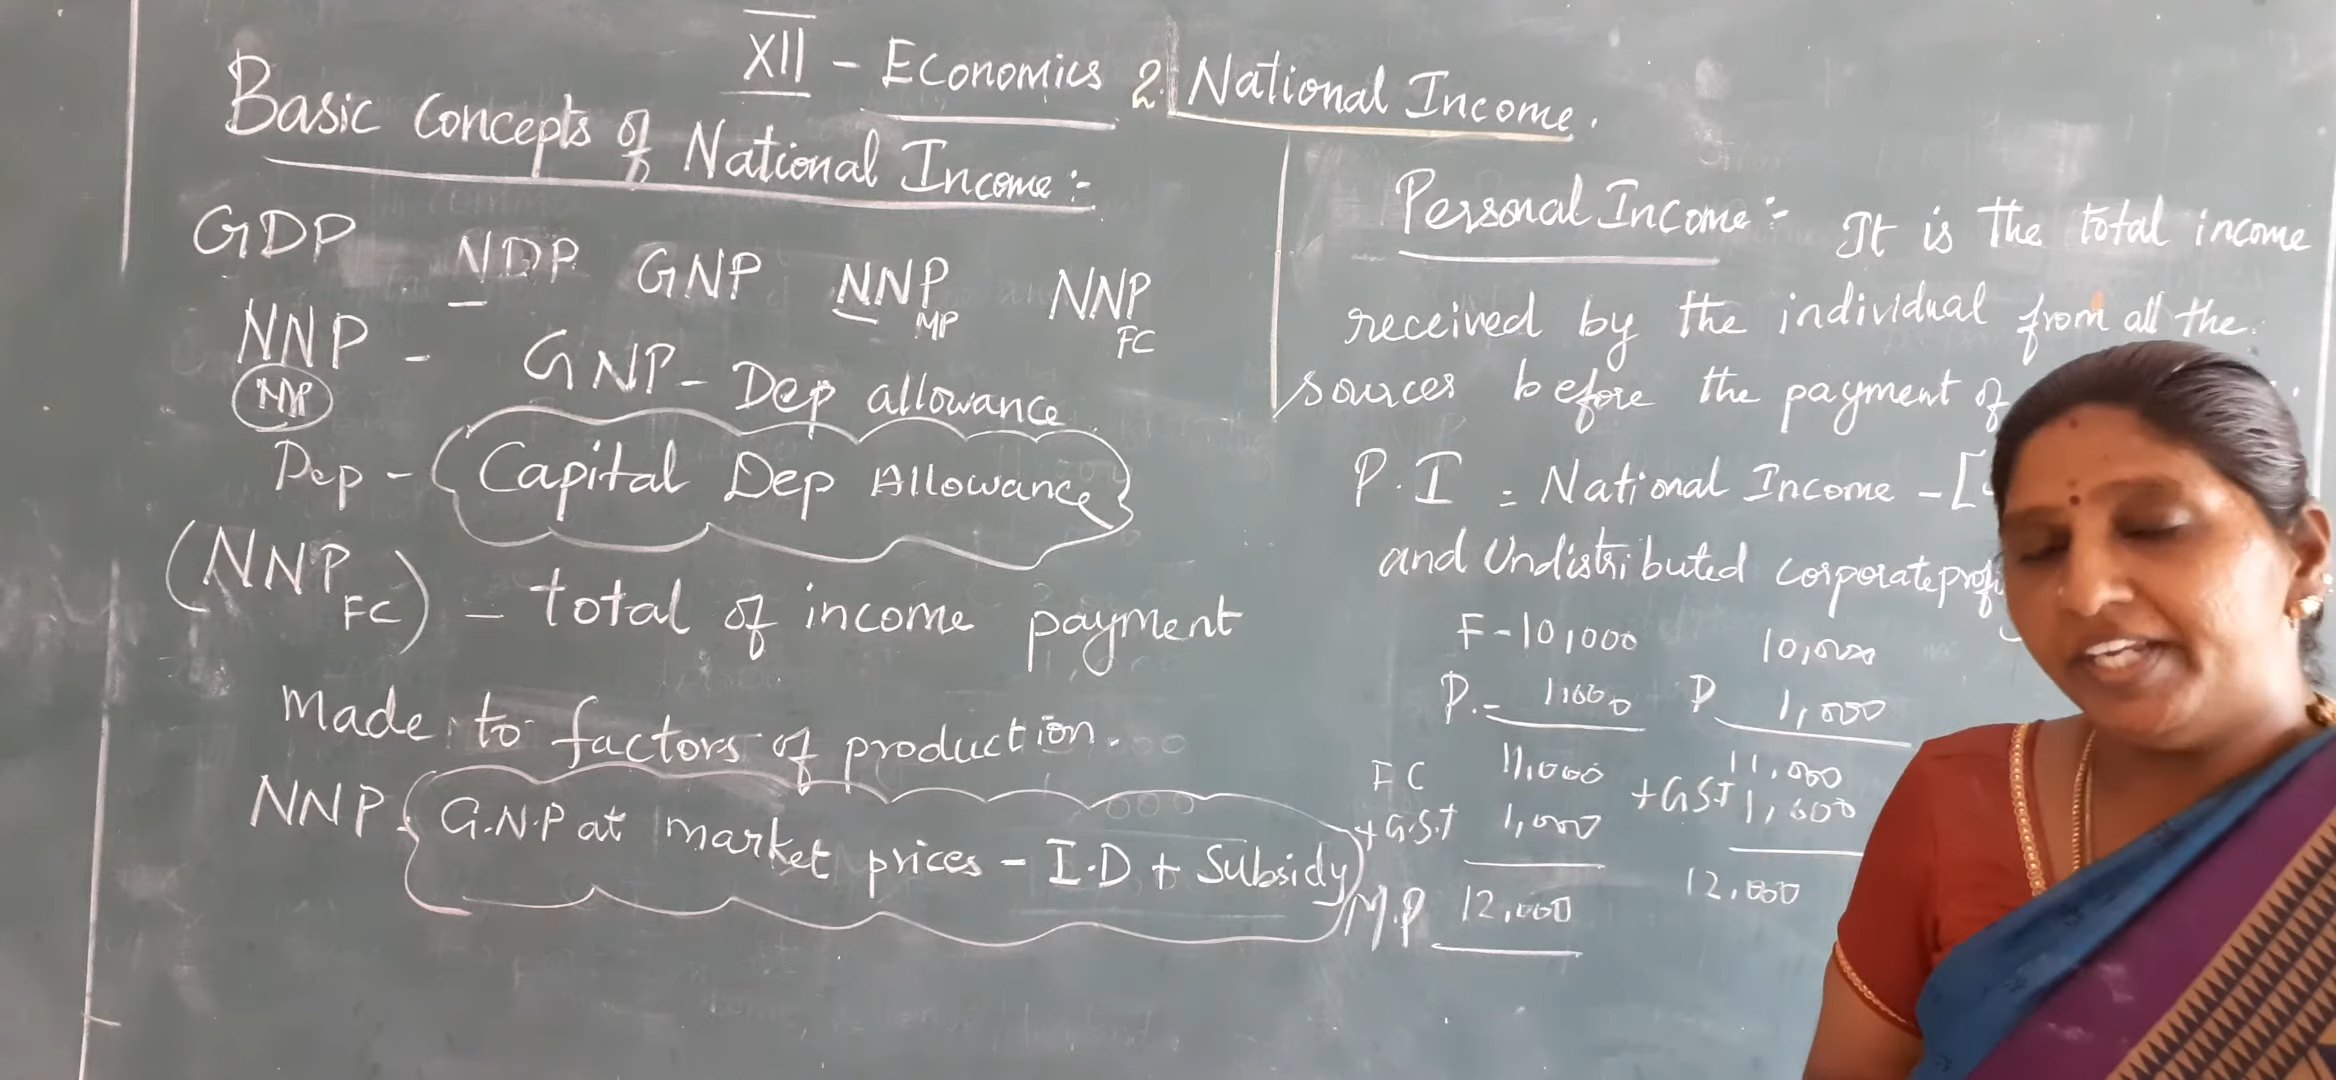 XII - Economics 2. National Income.
Basic Concepts of National Income:-
GDP NDP GNP NNP MP NNP FC
NNP MP - GNP - Dep allowance
Dep - Capital Dep Allowance
(NNP FC) - total of income payment
made to factors of production.
NNP G.N.P at market prices - I.D + Subsidy
Personal Income:- It is the total income
received by the individual from all the
sources before the payment of
P.I = National Income - [
and Undistributed corporate
F - 10,000
P. - 1,000
FC 11,000
+ G.S.T 1,000
M.P 12,000
10,000
P 1,000
11,000
+ G.S.T 1,000
12,000